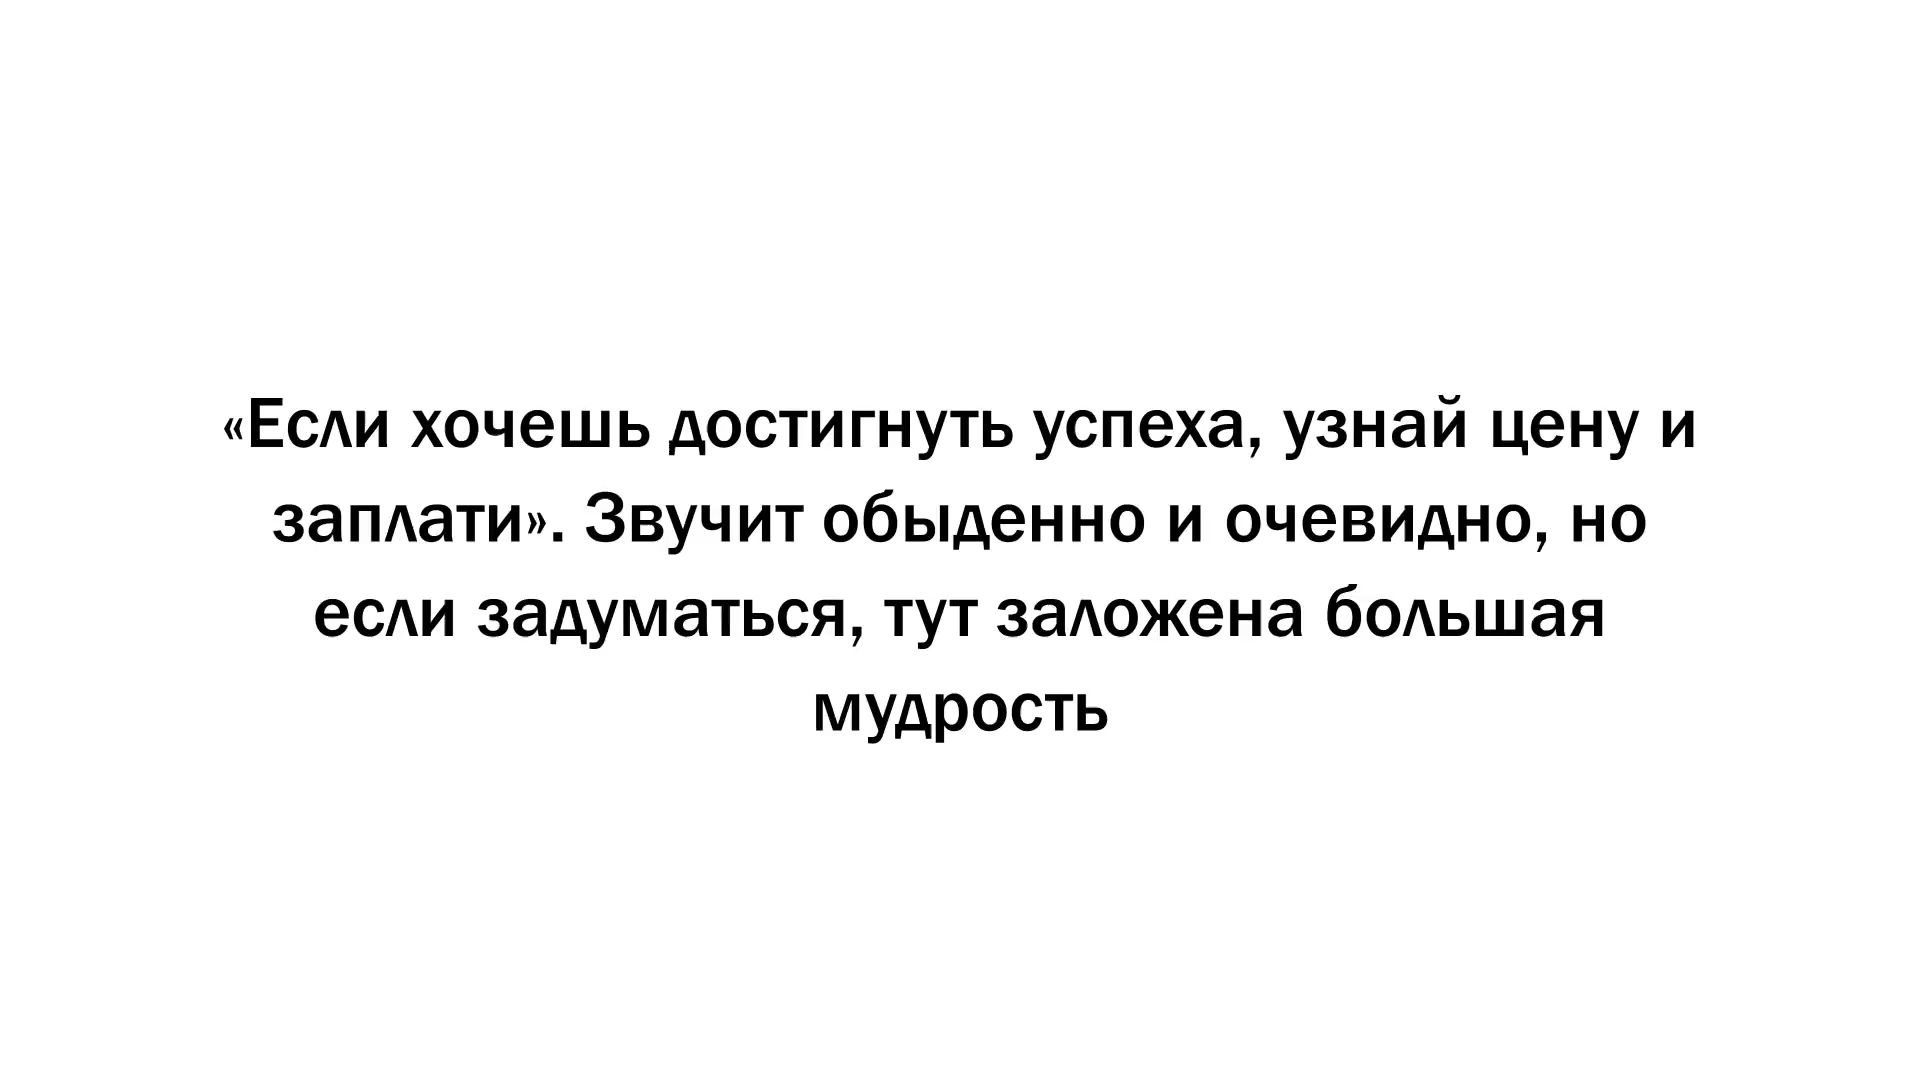 «Если хочешь достигнуть успеха, узнай цену и
заплати». Звучит обыденно и очевидно, но
если задуматься, тут заложена большая
мудрость